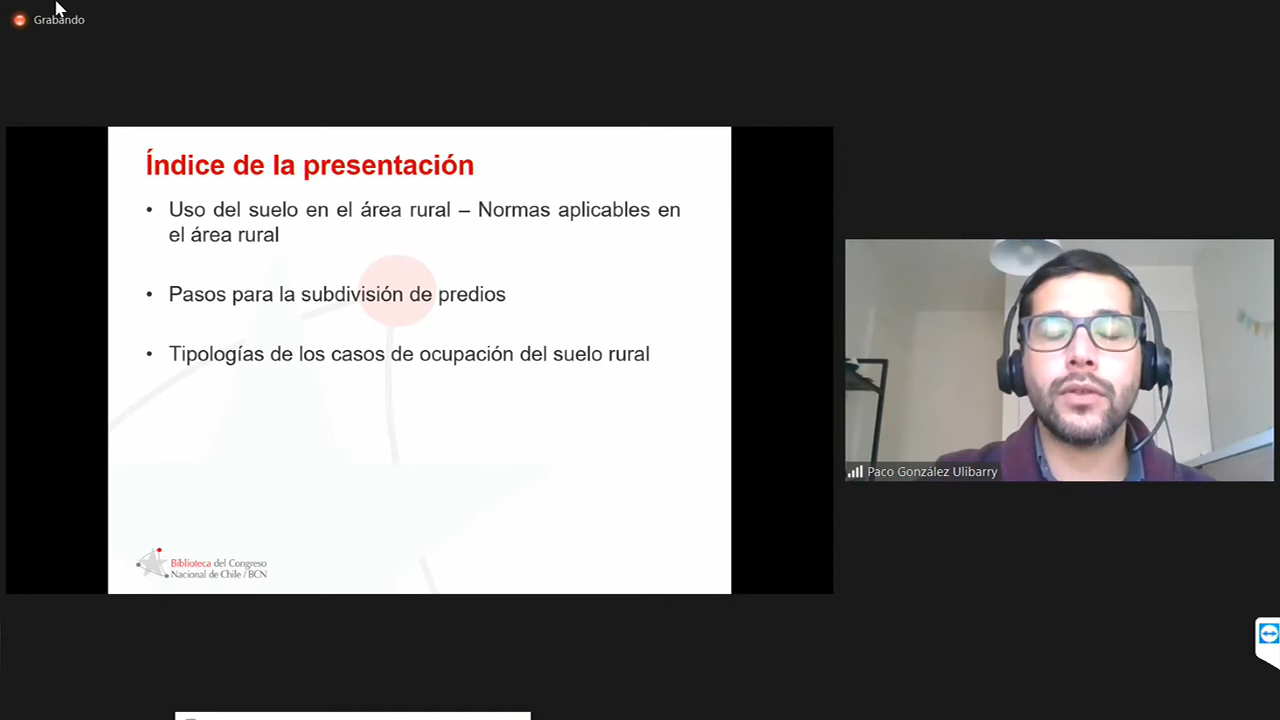 Grabando
Índice de la presentación
• Uso del suelo en el área rural – Normas aplicables en
el área rural
• Pasos para la subdivisión de predios
• Tipologías de los casos de ocupación del suelo rural
Biblioteca del Congreso
Nacional de Chile / BCN
Paco González Ulibarry